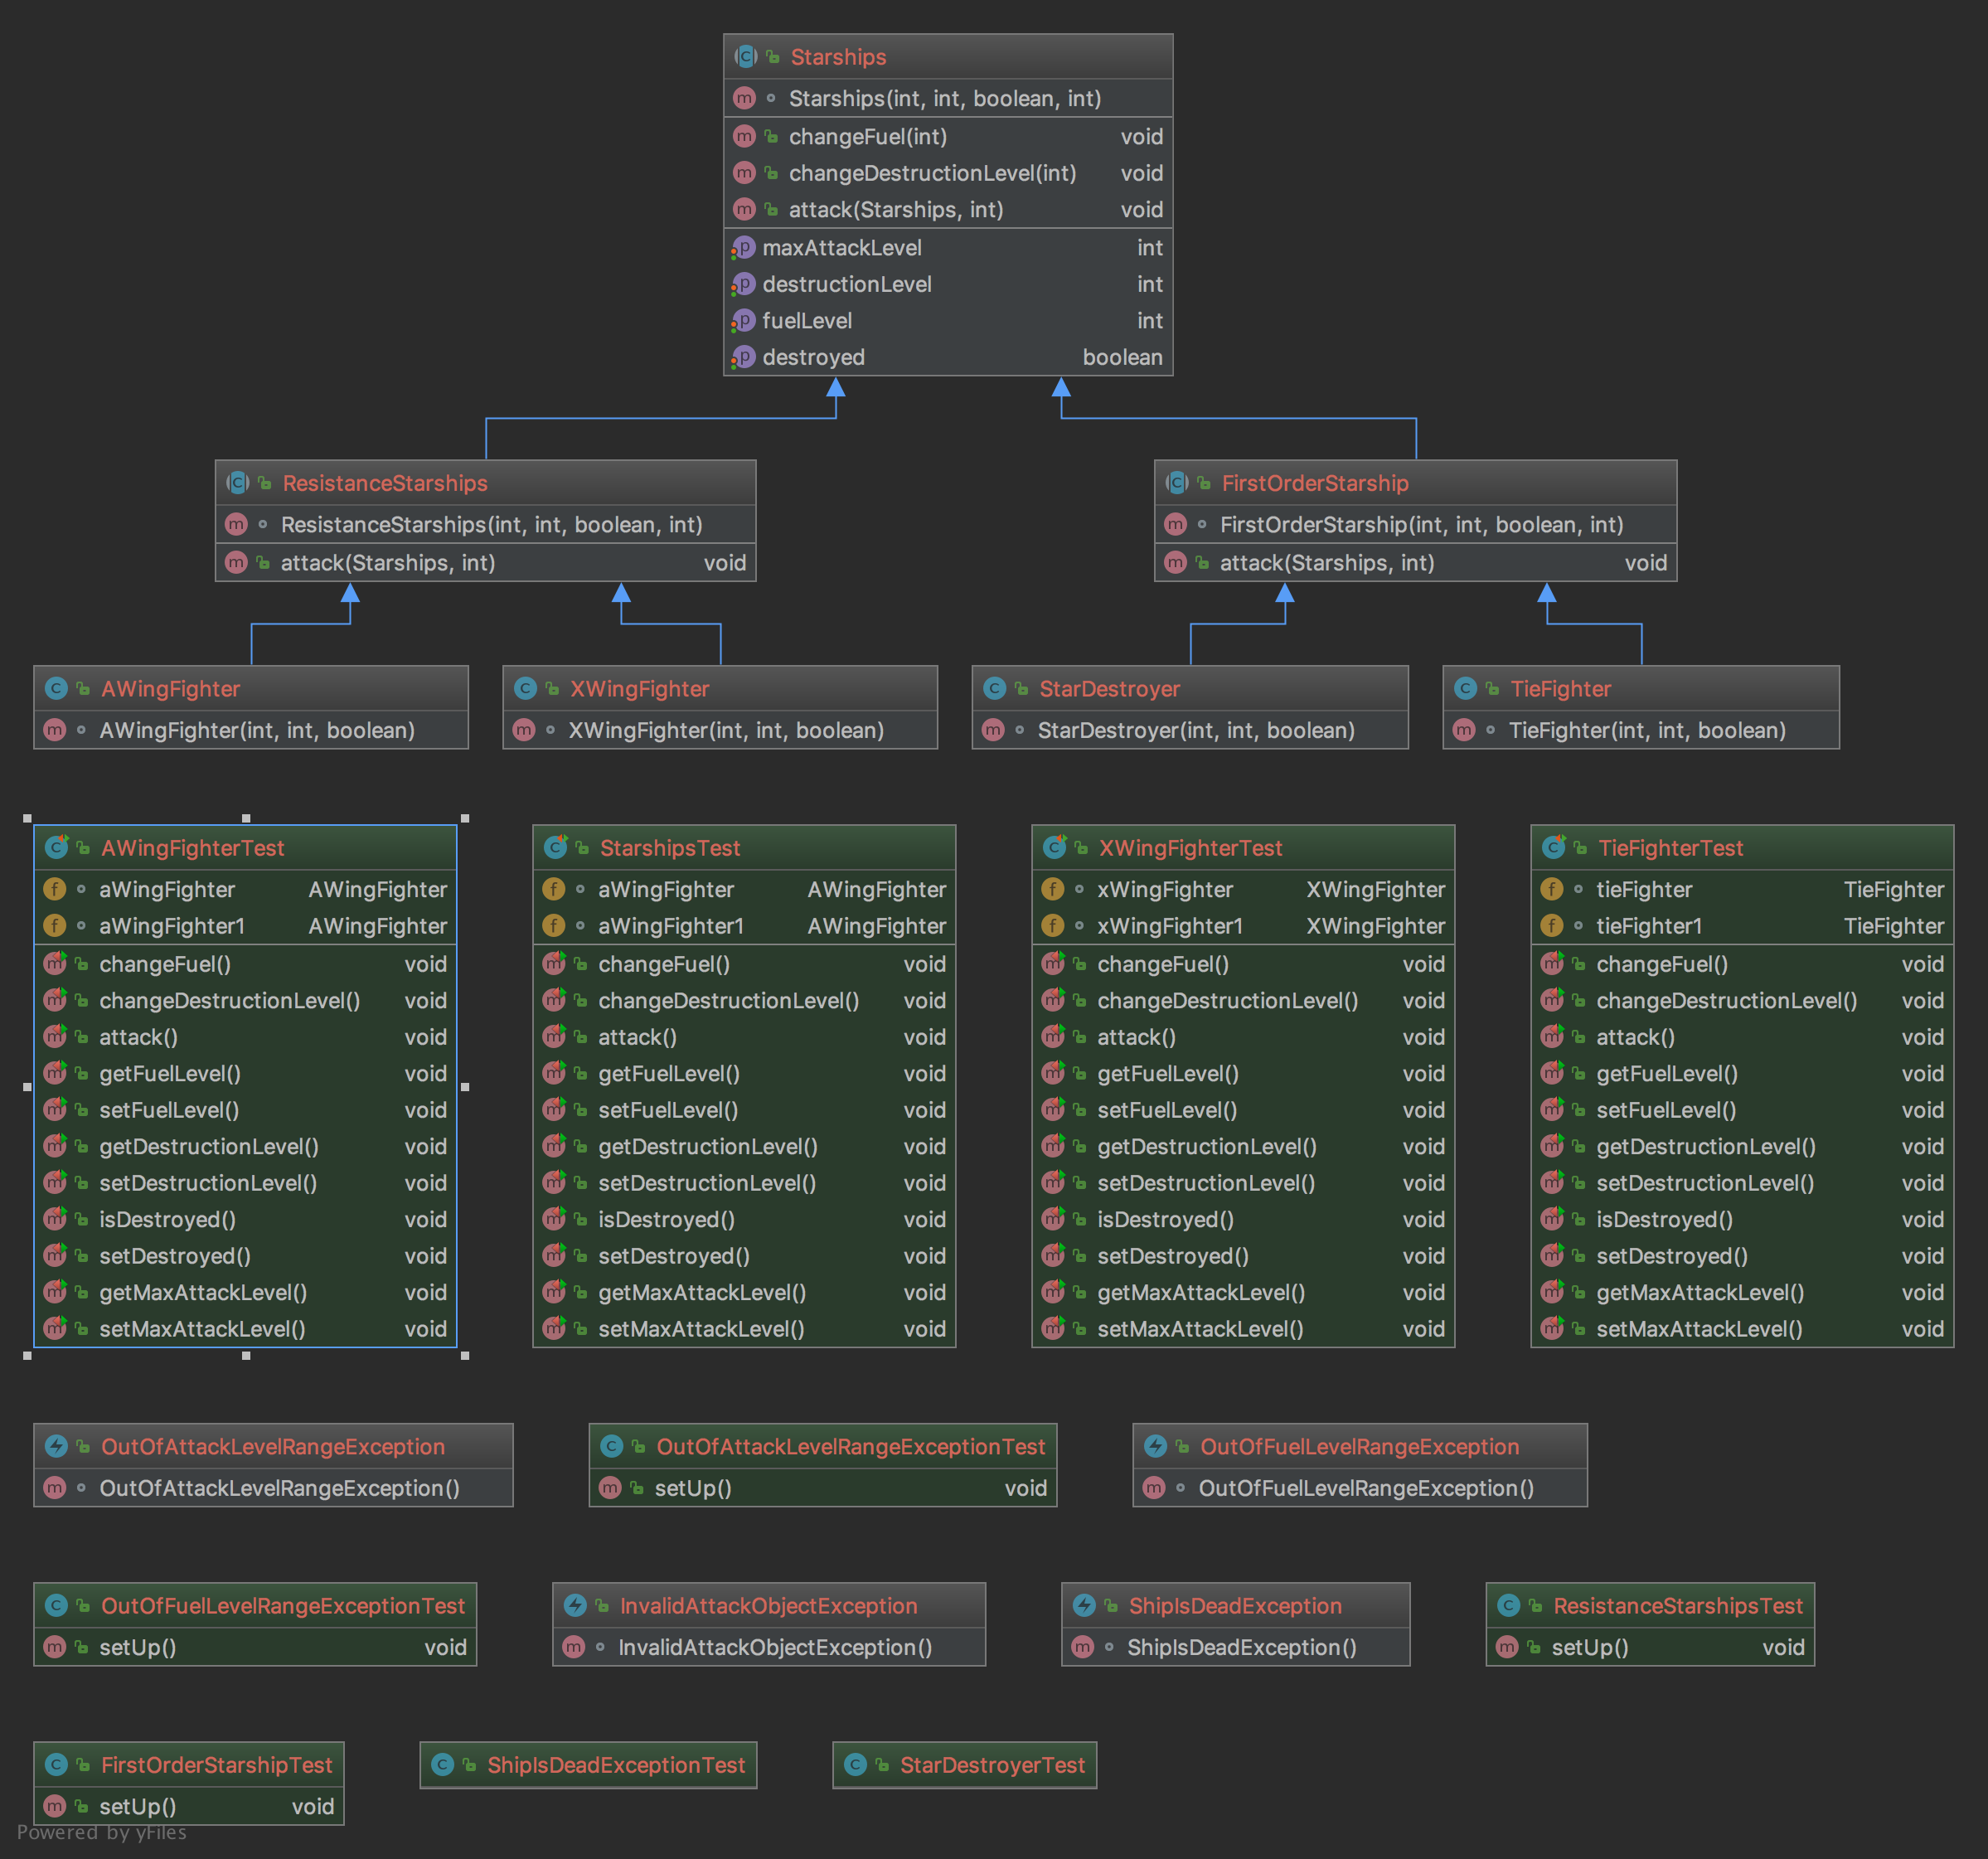 Starships
Starships(int, int, boolean, int)
changeFuel(int) void
changeDestructionLevel(int) void
attack(Starships, int) void
maxAttackLevel int
destructionLevel int
fuelLevel int
destroyed boolean
ResistanceStarships
ResistanceStarships(int, int, boolean, int)
attack(Starships, int) void
FirstOrderStarship
FirstOrderStarship(int, int, boolean, int)
attack(Starships, int) void
AWingFighter
AWingFighter(int, int, boolean)
XWingFighter
XWingFighter(int, int, boolean)
StarDestroyer
StarDestroyer(int, int, boolean)
TieFighter
TieFighter(int, int, boolean)
AWingFighterTest
aWingFighter AWingFighter
aWingFighter1 AWingFighter
changeFuel() void
changeDestructionLevel() void
attack() void
getFuelLevel() void
setFuelLevel() void
getDestructionLevel() void
setDestructionLevel() void
isDestroyed() void
setDestroyed() void
getMaxAttackLevel() void
setMaxAttackLevel() void
StarshipsTest
aWingFighter AWingFighter
aWingFighter1 AWingFighter
changeFuel() void
changeDestructionLevel() void
attack() void
getFuelLevel() void
setFuelLevel() void
getDestructionLevel() void
setDestructionLevel() void
isDestroyed() void
setDestroyed() void
getMaxAttackLevel() void
setMaxAttackLevel() void
XWingFighterTest
xWingFighter XWingFighter
xWingFighter1 XWingFighter
changeFuel() void
changeDestructionLevel() void
attack() void
getFuelLevel() void
setFuelLevel() void
getDestructionLevel() void
setDestructionLevel() void
isDestroyed() void
setDestroyed() void
getMaxAttackLevel() void
setMaxAttackLevel() void
TieFighterTest
tieFighter TieFighter
tieFighter1 TieFighter
changeFuel() void
changeDestructionLevel() void
attack() void
getFuelLevel() void
setFuelLevel() void
getDestructionLevel() void
setDestructionLevel() void
isDestroyed() void
setDestroyed() void
getMaxAttackLevel() void
setMaxAttackLevel() void
OutOfAttackLevelRangeException
OutOfAttackLevelRangeException()
OutOfAttackLevelRangeExceptionTest
setUp() void
OutOfFuelLevelRangeException
OutOfFuelLevelRangeException()
OutOfFuelLevelRangeExceptionTest
setUp() void
InvalidAttackObjectException
InvalidAttackObjectException()
ShipIsDeadException
ShipIsDeadException()
ResistanceStarshipsTest
setUp() void
FirstOrderStarshipTest
setUp() void
ShipIsDeadExceptionTest
StarDestroyerTest
Powered by yFiles